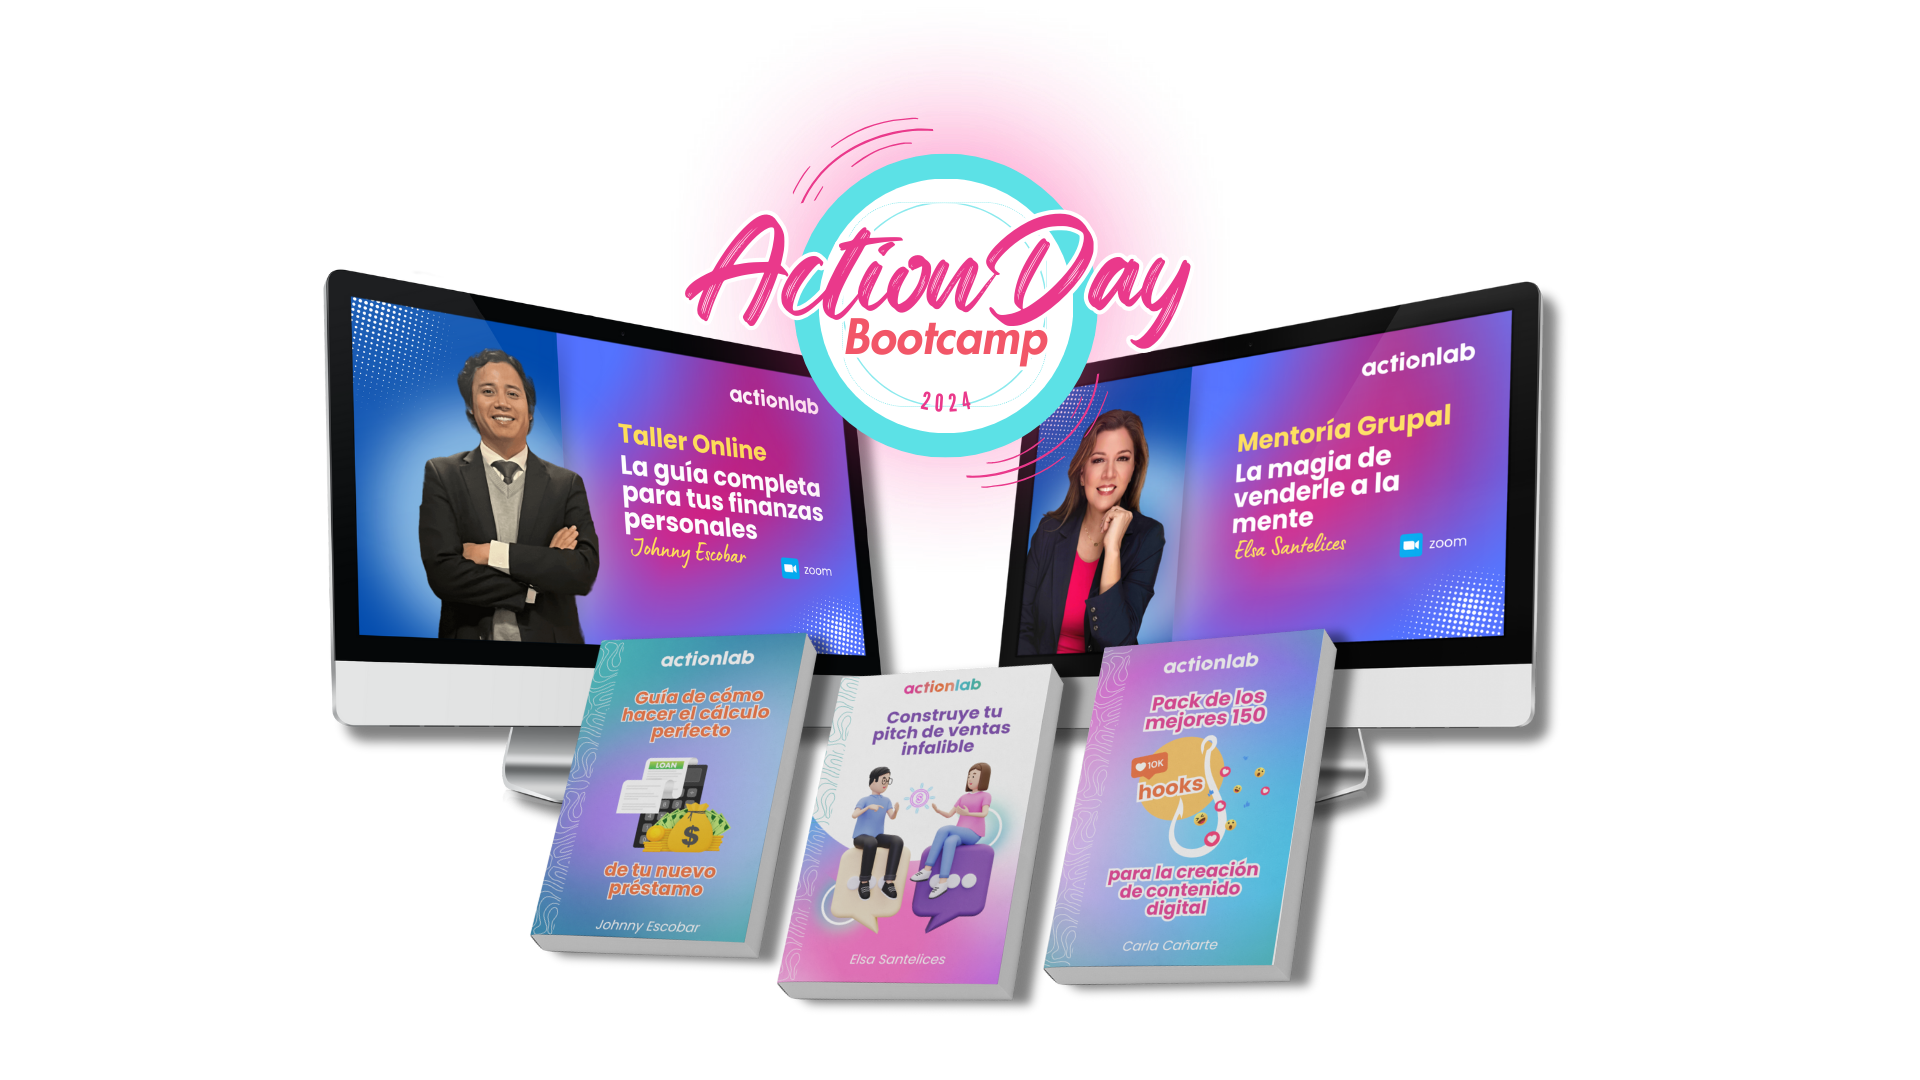 Action Day
Bootcamp
2024
actionlab
Taller Online
La guía completa
para tus finanzas
personales
Johnny Escobar
zoom
actionlab
Mentoría Grupal
La magia de
venderle a la
mente
Elsa Santelices
zoom
actionlab
Guía de cómo
hacer el cálculo
perfecto
LOAN
$
de tu nuevo
préstamo
Johnny Escobar
actionlab
Construye tu
pitch de ventas
infalible
$
Elsa Santelices
actionlab
Pack de los
mejores 150
10K
hooks
para la creación
de contenido
digital
Carla Cañarte